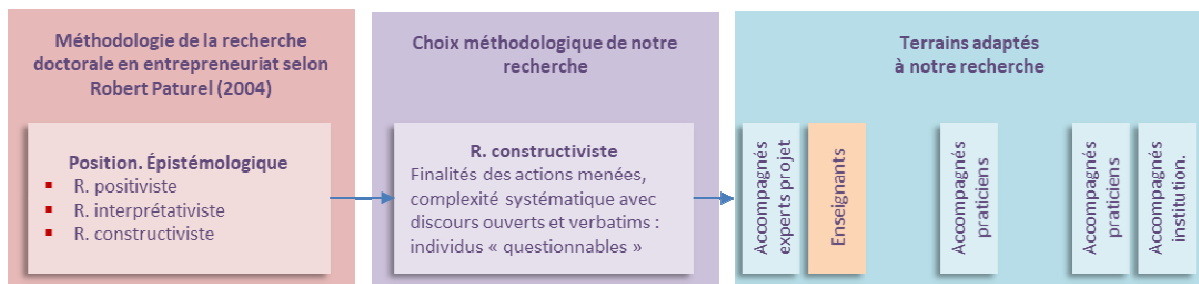 Méthodologie de la recherche
doctorale en entrepreneuriat selon
Robert Paturel (2004)
Position. Épistémologique
▪ R. positiviste
▪ R. interprétativiste
▪ R. constructiviste
Choix méthodologique de notre
recherche
R. constructiviste
Finalités des actions menées,
complexité systématique avec
discours ouverts et verbatims :
individus « questionnables »
Terrains adaptés
à notre recherche
Accompagnés
experts projet
Enseignants
Accompagnés
praticiens
Accompagnés
praticiens
Accompagnés
institution.